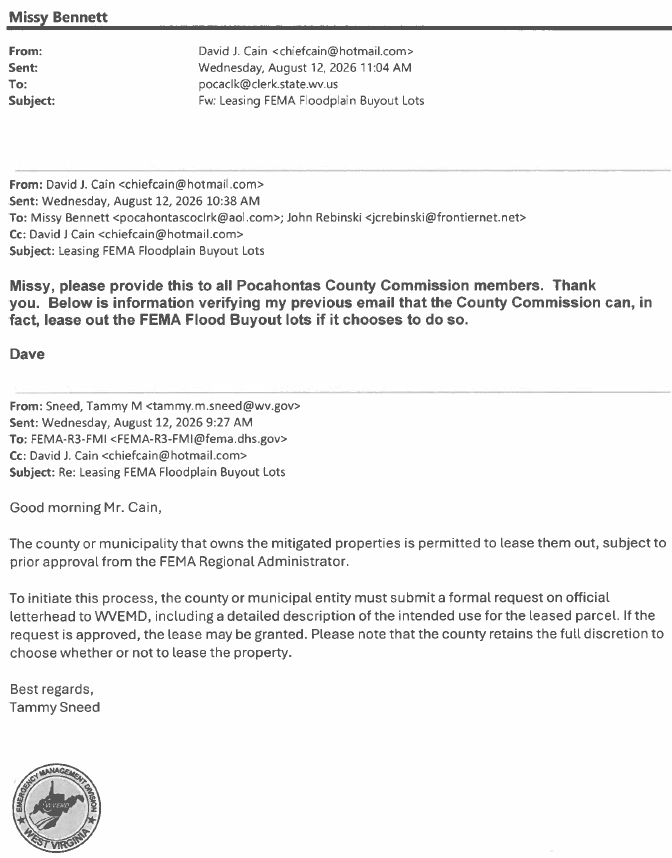 Missy Bennett
From: David J. Cain <chiefcain@hotmail.com>
Sent: Wednesday, August 12, 2026 11:04 AM
To: pocaclk@clerk.state.wv.us
Subject: Fw: Leasing FEMA Floodplain Buyout Lots
From: David J. Cain <chiefcain@hotmail.com>
Sent: Wednesday, August 12, 2026 10:38 AM
To: Missy Bennett <pocahontascoclrk@aol.com>; John Rebinski <jcrebinski@frontiernet.net>
Cc: David J Cain <chiefcain@hotmail.com>
Subject: Leasing FEMA Floodplain Buyout Lots
Missy, please provide this to all Pocahontas County Commission members. Thank
you. Below is information verifying my previous email that the County Commission can, in
fact, lease out the FEMA Flood Buyout lots if it chooses to do so.
Dave
From: Sneed, Tammy M <tammy.m.sneed@wv.gov>
Sent: Wednesday, August 12, 2026 9:27 AM
To: FEMA-R3-FMI <FEMA-R3-FMI@fema.dhs.gov>
Cc: David J. Cain <chiefcain@hotmail.com>
Subject: Re: Leasing FEMA Floodplain Buyout Lots
Good morning Mr. Cain,
The county or municipality that owns the mitigated properties is permitted to lease them out, subject to
prior approval from the FEMA Regional Administrator.
To initiate this process, the county or municipal entity must submit a formal request on official
letterhead to WVEMD, including a detailed description of the intended use for the leased parcel. If the
request is approved, the lease may be granted. Please note that the county retains the full discretion to
choose whether or not to lease the property.
Best regards,
Tammy Sneed
EMERGENCY MANAGEMENT DIVISION
WVEMD
WEST VIRGINIA